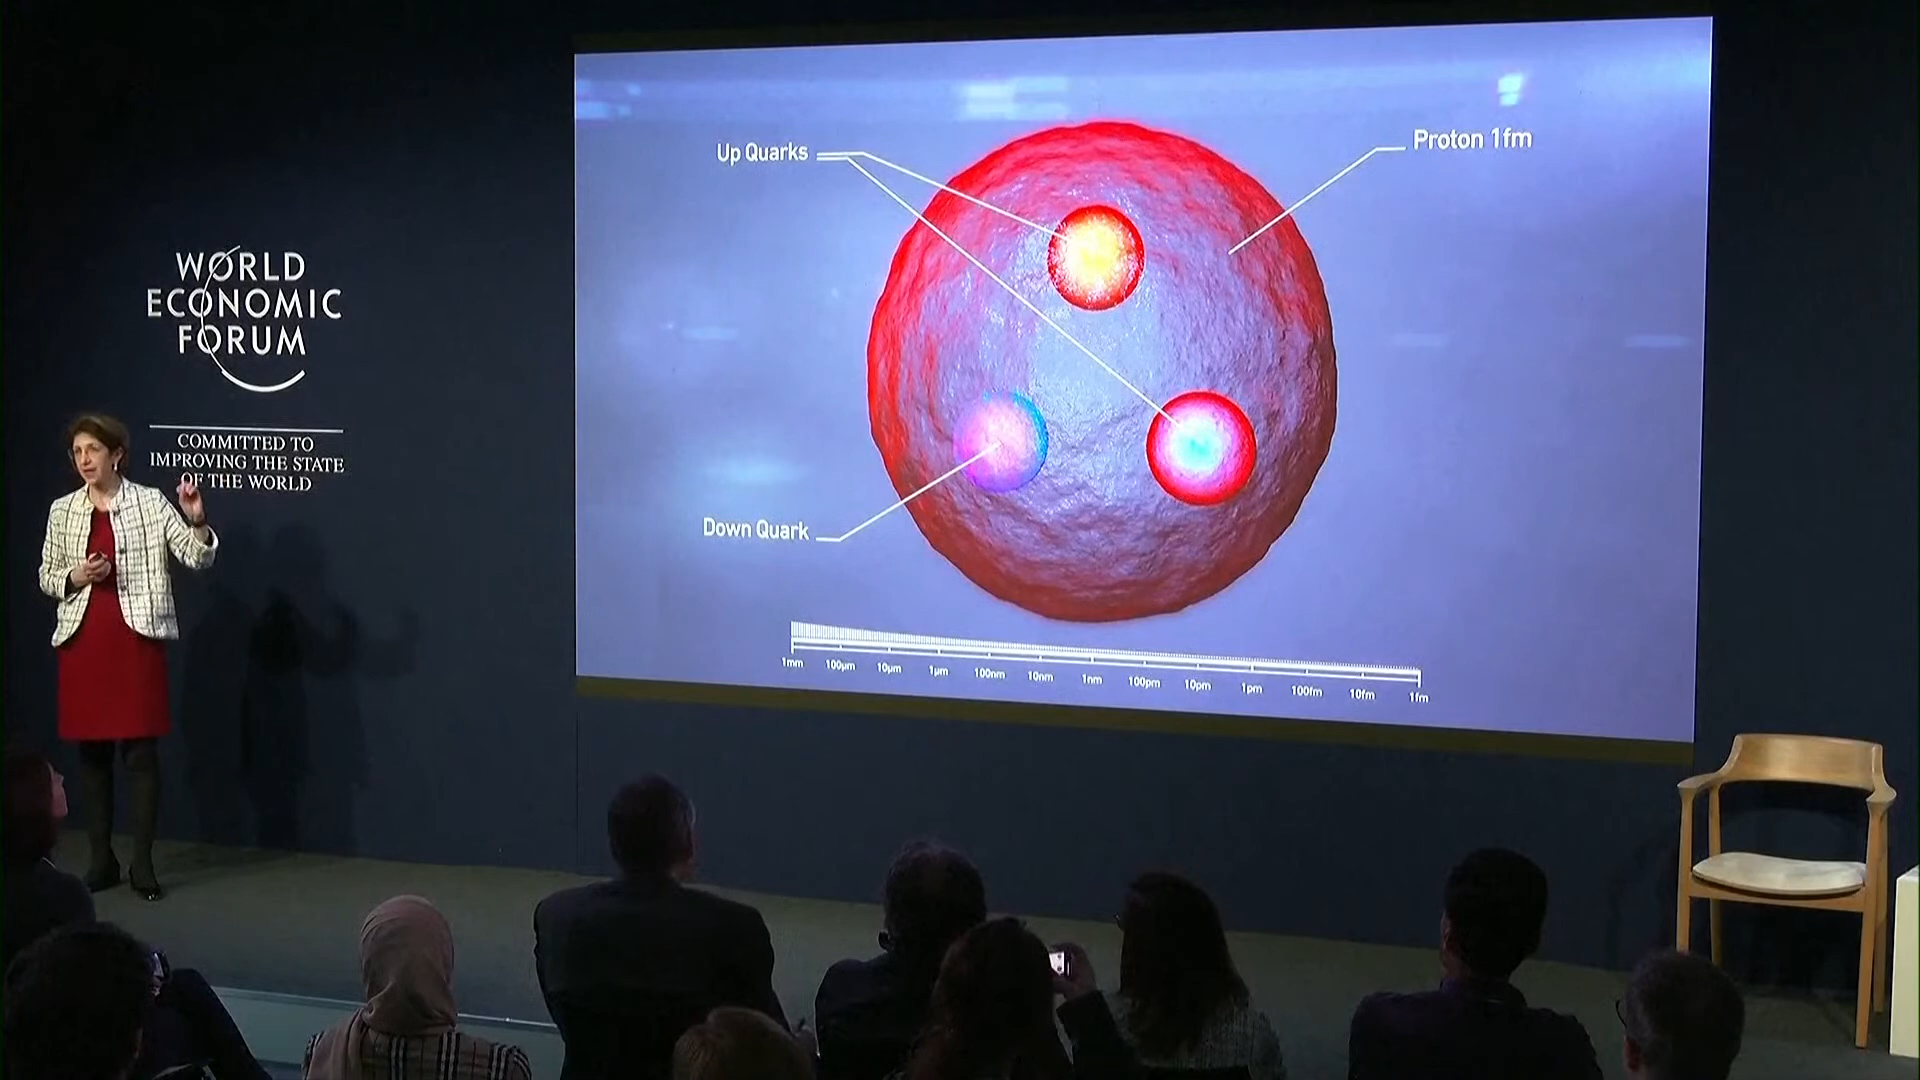 WORLD
ECONOMIC
FORUM
COMMITTED TO
IMPROVING THE STATE
OF THE WORLD
Up Quarks
Proton 1fm
Down Quark
1mm 100µm 10µm 1µm 100nm 10nm 1nm 100pm 10pm 1pm 100fm 10fm 1fm